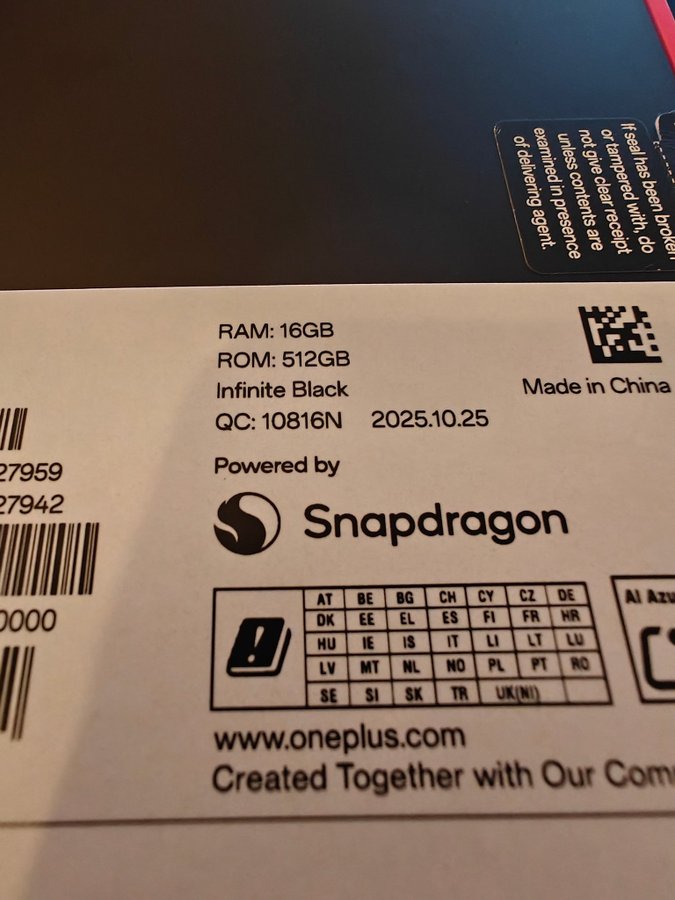 If seal has been broken
or tampered with, do
not give clear receipt
unless contents are
examined in presence
of delivering agent.
RAM: 16GB
ROM: 512GB
Infinite Black
QC: 10816N 2025.10.25
Made in China
27959
27942
0000
Powered by
Snapdragon
AT BE BG CH CY CZ DE
DK EE EL ES FI FR HR
HU IE IS IT LI LT LU
LV MT NL NO PL PT RO
SE SI SK TR UK(NI)
AI Azu
www.oneplus.com
Created Together with Our Com